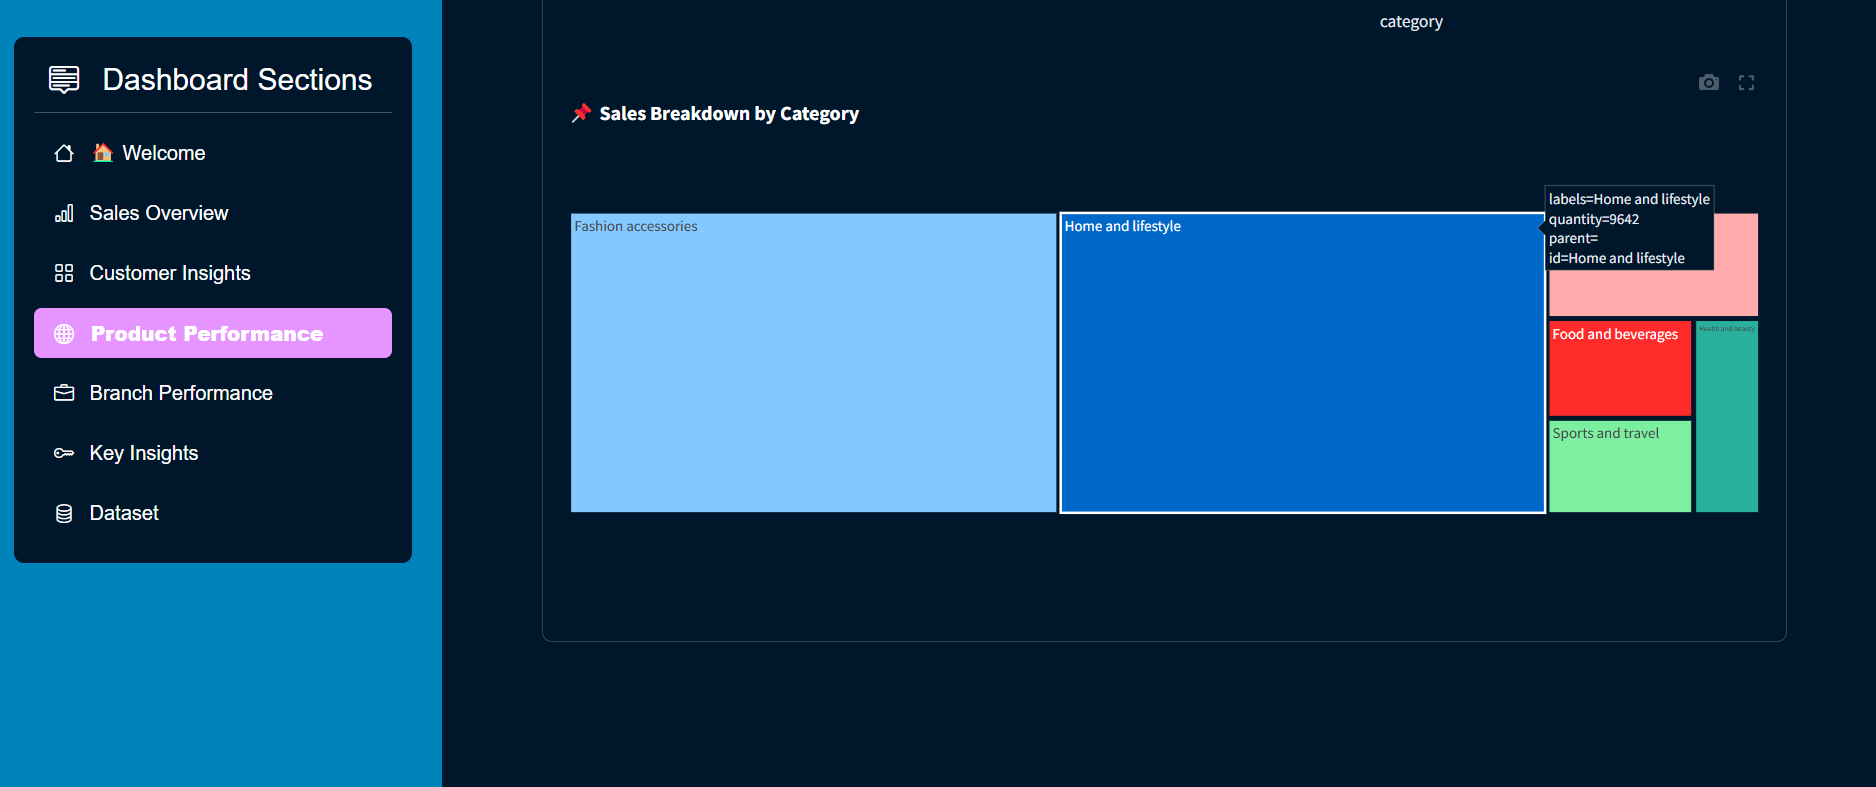 Dashboard Sections
🏠 Welcome
Sales Overview
Customer Insights
Product Performance
Branch Performance
Key Insights
Dataset
category
📌 Sales Breakdown by Category
Fashion accessories
Home and lifestyle
labels=Home and lifestyle
quantity=9642
parent=
id=Home and lifestyle
Food and beverages
Health and beauty
Sports and travel